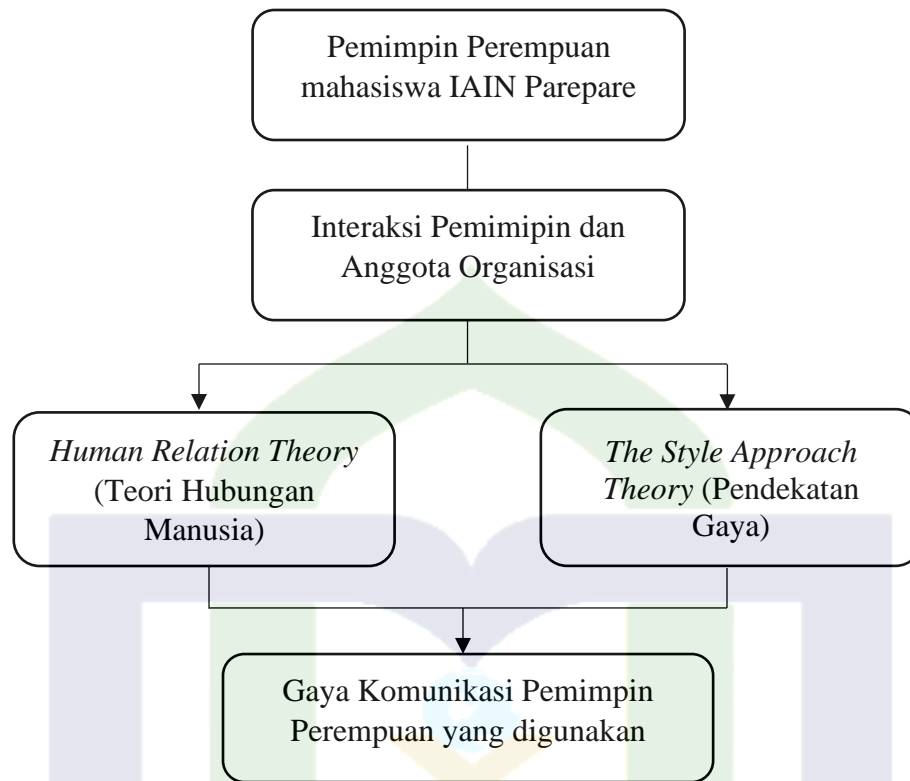 Pemimpin Perempuan
mahasiswa IAIN Parepare
Interaksi Pemimipin dan
Anggota Organisasi
Human Relation Theory
(Teori Hubungan
Manusia)
The Style Approach
Theory (Pendekatan
Gaya)
Gaya Komunikasi Pemimpin
Perempuan yang digunakan